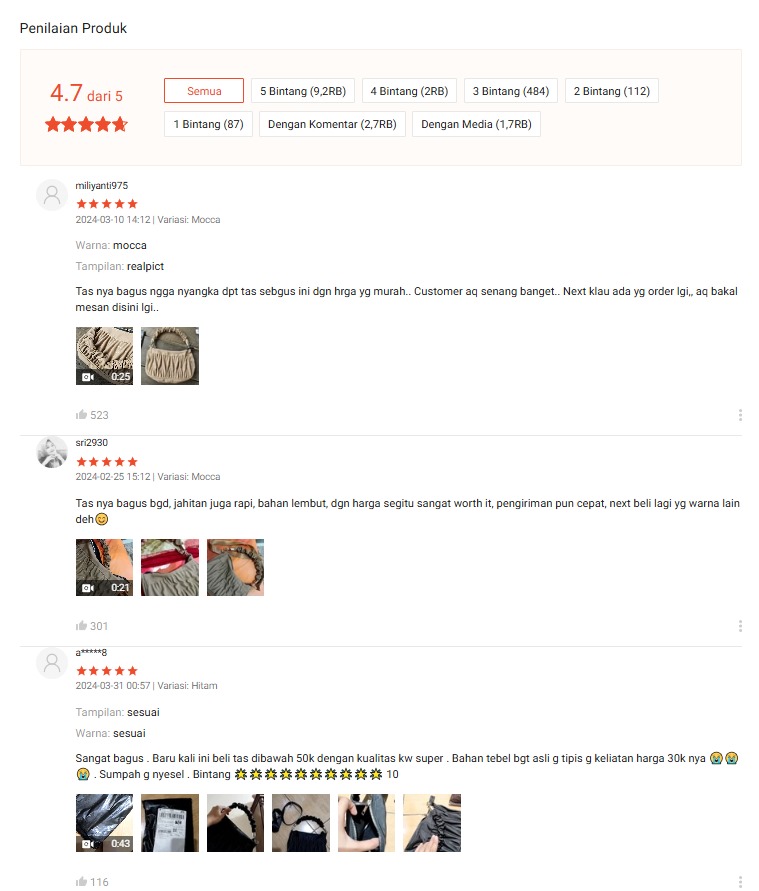 Penilaian Produk
4.7 dari 5
Semua
5 Bintang (9,2RB)
4 Bintang (2RB)
3 Bintang (484)
2 Bintang (112)
1 Bintang (87)
Dengan Komentar (2,7RB)
Dengan Media (1,7RB)
miliyanti975
2024-03-10 14:12 | Variasi: Mocca
Warna: mocca
Tampilan: realpict
Tas nya bagus ngga nyangka dpt tas sebgus ini dgn hrga yg murah.. Customer aq senang banget.. Next klau ada yg order lgi,, aq bakal
mesan disini lgi..
0:25
523
sri2930
2024-02-25 15:12 | Variasi: Mocca
Tas nya bagus bgd, jahitan juga rapi, bahan lembut, dgn harga segitu sangat worth it, pengiriman pun cepat, next beli lagi yg warna lain
deh😊
0:21
301
a*****8
2024-03-31 00:57 | Variasi: Hitam
Tampilan: sesuai
Warna: sesuai
Sangat bagus . Baru kali ini beli tas dibawah 50k dengan kualitas kw super . Bahan tebel bgt asli g tipis g keliatan harga 30k nya 😭😭
😭 . Sumpah g nyesel . Bintang 💥💥💥💥💥💥💥💥💥💥 10
0:43
116